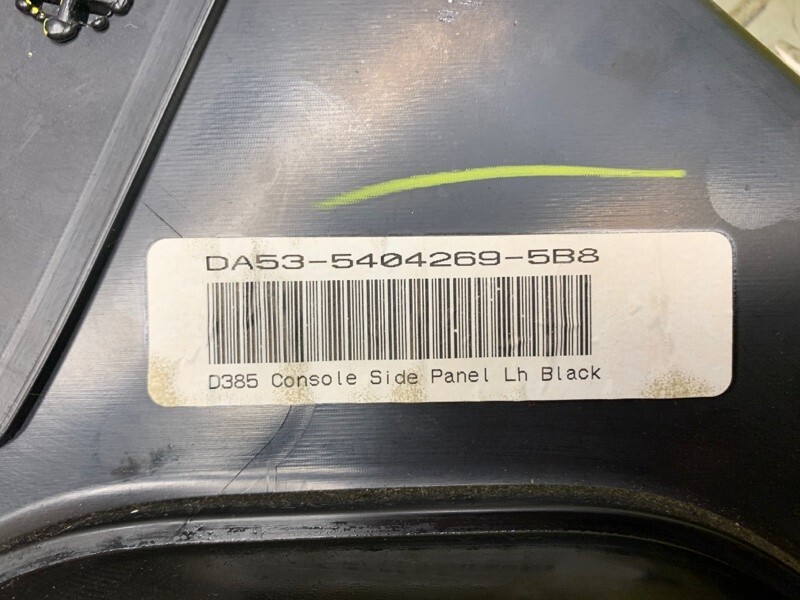 DA53-5404269-5B8
D385 Console Side Panel Lh Black